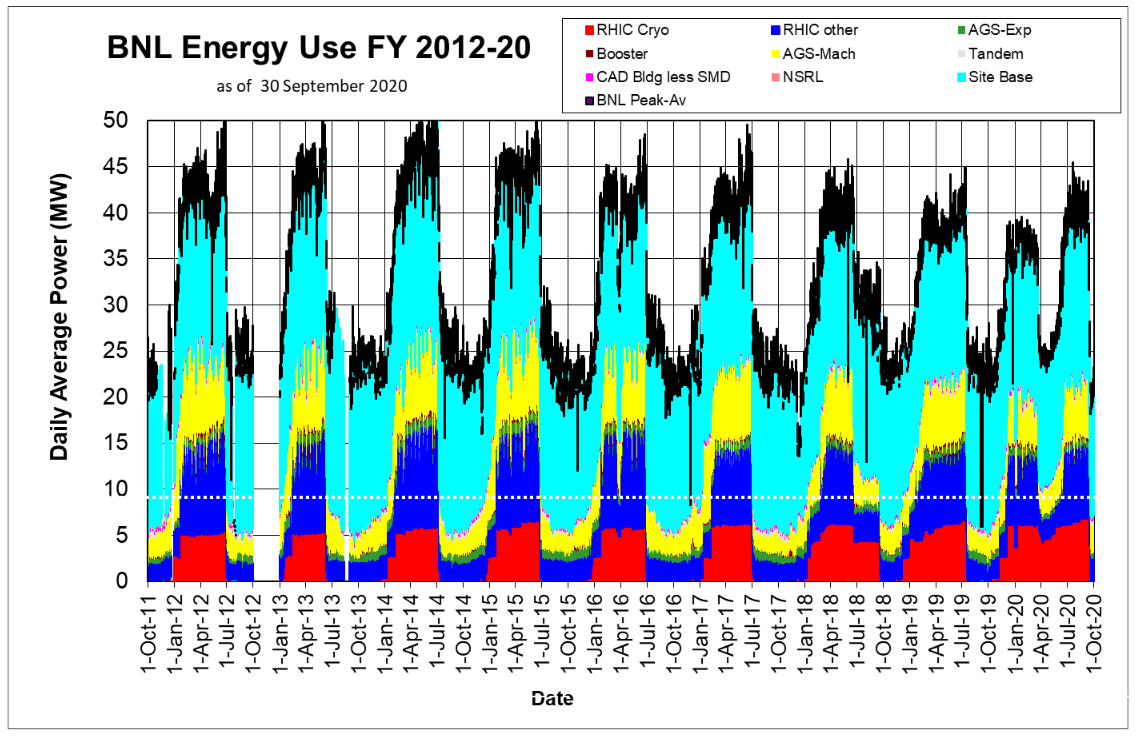 BNL Energy Use FY 2012-20
as of 30 September 2020
RHIC Cryo RHIC other AGS-Exp
Booster AGS-Mach Tandem
CAD Bldg less SMD NSRL Site Base
BNL Peak-Av
Daily Average Power (MW)
50
45
40
35
30
25
20
15
10
5
0
1-Oct-11
1-Jan-12
1-Apr-12
1-Jul-12
1-Oct-12
1-Jan-13
1-Apr-13
1-Jul-13
1-Oct-13
1-Jan-14
1-Apr-14
1-Jul-14
1-Oct-14
1-Jan-15
1-Apr-15
1-Jul-15
1-Oct-15
1-Jan-16
1-Apr-16
1-Jul-16
1-Oct-16
1-Jan-17
1-Apr-17
1-Jul-17
1-Oct-17
1-Jan-18
1-Apr-18
1-Jul-18
1-Oct-18
1-Jan-19
1-Apr-19
1-Jul-19
1-Oct-19
1-Jan-20
1-Apr-20
1-Jul-20
1-Oct-20
Date